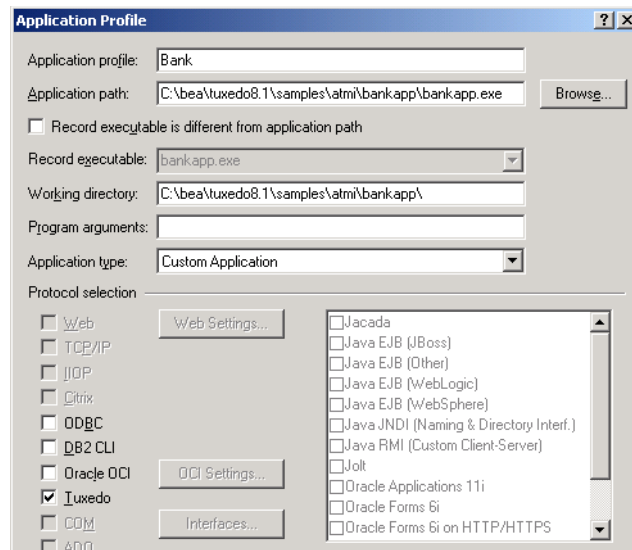 Application Profile
Application profile: Bank
Application path: C:\bea\tuxedo8.1\samples\atmi\bankapp\bankapp.exe Browse...
Record executable is different from application path
Record executable: bankapp.exe
Working directory: C:\bea\tuxedo8.1\samples\atmi\bankapp\
Program arguments:
Application type: Custom Application
Protocol selection
Web Web Settings...
TCP/IP
IIOP
Citrix
ODBC
DB2 CLI
Oracle OCI OCI Settings...
Tuxedo
COM Interfaces...
ADO
Jacada
Java EJB (JBoss)
Java EJB (Other)
Java EJB (WebLogic)
Java EJB (WebSphere)
Java JNDI (Naming & Directory Interf.)
Java RMI (Custom Client-Server)
Jolt
Oracle Applications 11i
Oracle Forms 6i
Oracle Forms 6i on HTTP/HTTPS